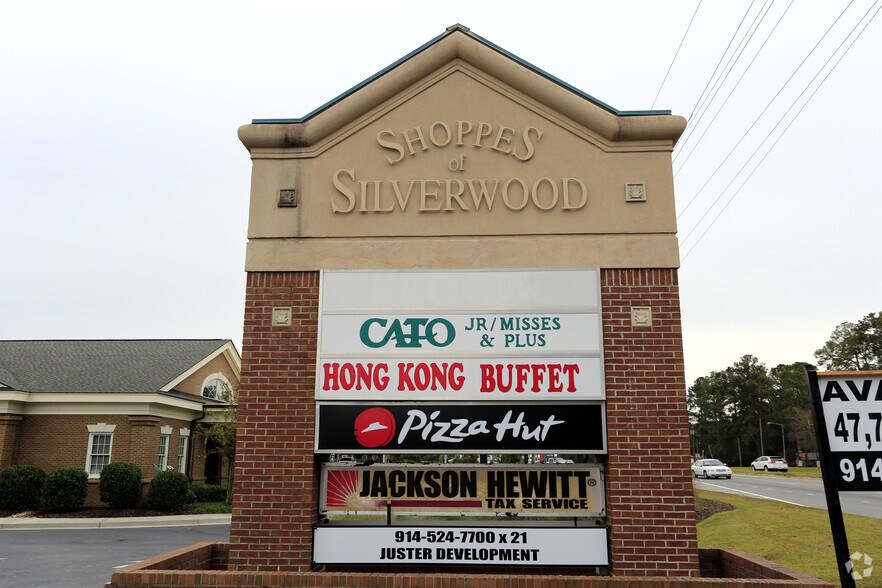 SHOPPES
of
SILVERWOOD
CATO JR/MISSES
& PLUS
HONG KONG BUFFET
Pizza Hut
JACKSON HEWITT®
TAX SERVICE
914-524-7700 x 21
JUSTER DEVELOPMENT
AVA
47,7
914